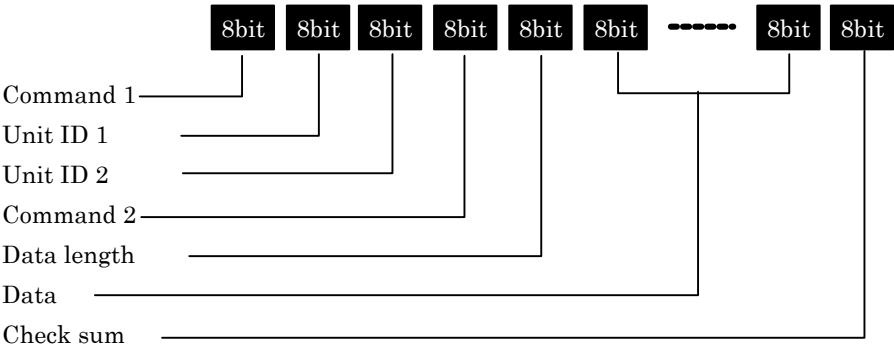 8bit 8bit 8bit 8bit 8bit 8bit 8bit 8bit
Command 1
Unit ID 1
Unit ID 2
Command 2
Data length
Data
Check sum